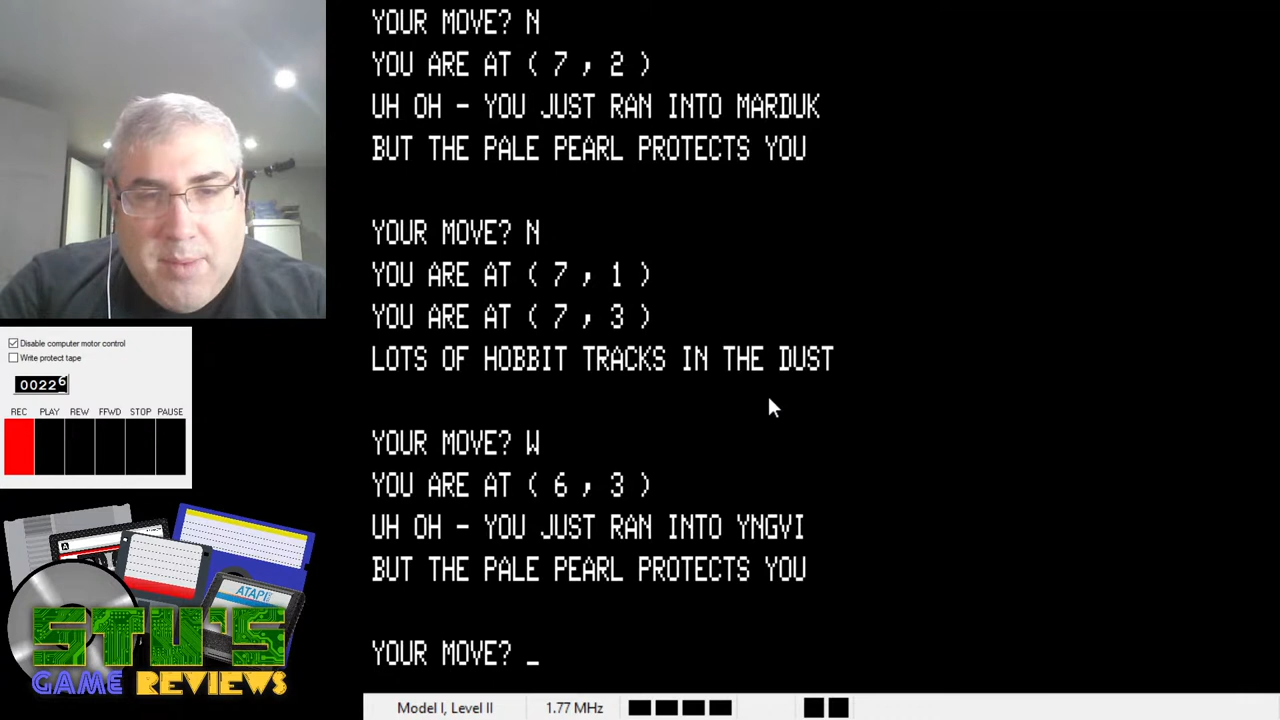 YOUR MOVE? N
YOU ARE AT ( 7 , 2 )
UH OH - YOU JUST RAN INTO MARDUK
BUT THE PALE PEARL PROTECTS YOU
YOUR MOVE? N
YOU ARE AT ( 7 , 1 )
YOU ARE AT ( 7 , 3 )
LOTS OF HOBBIT TRACKS IN THE DUST
YOUR MOVE? W
YOU ARE AT ( 6 , 3 )
UH OH - YOU JUST RAN INTO YNGVI
BUT THE PALE PEARL PROTECTS YOU
YOUR MOVE? _
Disable computer motor control
Write protect tape
00226
REC PLAY REW FFWD STOP PAUSE
A
ATAPI
STU'S
GAME REVIEWS
Model I, Level II 1.77 MHz